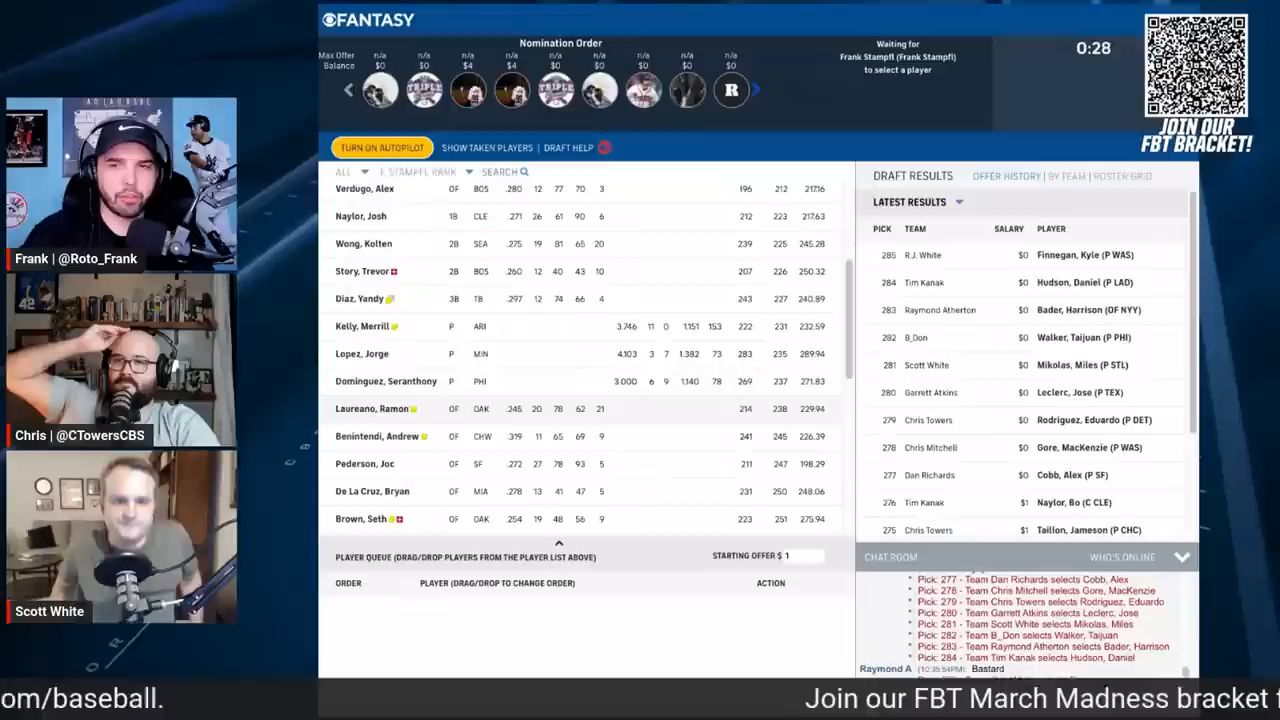 FANTASY
Nomination Order
Max Offer n/a n/a n/a n/a n/a n/a n/a n/a n/a
Balance $0 $0 $4 $4 $0 $0 $0 $0 $0
TRIPLE TRIPLE R
Waiting for
Frank Stampfl (Frank Stampfl)
to select a player
0:28
JOIN OUR
FBT BRACKET!
TURN ON AUTOPILOT SHOW TAKEN PLAYERS | DRAFT HELP
ALL F. STAMPFL RANK SEARCH
Verdugo, Alex OF BOS .280 12 77 70 3 196 212 217.16
Naylor, Josh 1B CLE .271 26 61 90 6 212 223 217.63
Wong, Kolten 2B SEA .275 19 81 65 20 239 225 245.28
Story, Trevor 2B BOS .260 12 40 43 10 207 226 250.32
Diaz, Yandy 3B TB .297 12 74 66 4 243 227 240.89
Kelly, Merrill P ARI 3.746 11 0 1.151 153 222 231 232.59
Lopez, Jorge P MIN 4.103 3 7 1.382 73 283 235 289.94
Dominguez, Seranthony P PHI 3.000 6 9 1.140 78 269 237 271.83
Laureano, Ramon OF OAK .245 20 78 62 21 214 238 229.94
Benintendi, Andrew OF CHW .319 11 65 69 9 241 245 226.39
Pederson, Joc OF SF .272 27 78 93 5 211 247 198.29
De La Cruz, Bryan OF MIA .278 13 41 47 5 231 250 248.06
Brown, Seth OF OAK .254 19 48 56 9 223 251 275.94
PLAYER QUEUE (DRAG/DROP PLAYERS FROM THE PLAYER LIST ABOVE) STARTING OFFER $ 1
ORDER PLAYER (DRAG/DROP TO CHANGE ORDER) ACTION
DRAFT RESULTS OFFER HISTORY | BY TEAM | ROSTER GRID
LATEST RESULTS
PICK TEAM SALARY PLAYER
285 R.J. White $0 Finnegan, Kyle (P WAS)
284 Tim Kanak $0 Hudson, Daniel (P LAD)
283 Raymond Atherton $0 Bader, Harrison (OF NYY)
282 B_Don $0 Walker, Taijuan (P PHI)
281 Scott White $0 Mikolas, Miles (P STL)
280 Garrett Atkins $0 Leclerc, Jose (P TEX)
279 Chris Towers $0 Rodriguez, Eduardo (P DET)
278 Chris Mitchell $0 Gore, MacKenzie (P WAS)
277 Dan Richards $0 Cobb, Alex (P SF)
276 Tim Kanak $1 Naylor, Bo (C CLE)
275 Chris Towers $1 Taillon, Jameson (P CHC)
CHAT ROOM WHO'S ONLINE
* Pick: 277 - Team Dan Richards selects Cobb, Alex
* Pick: 278 - Team Chris Mitchell selects Gore, MacKenzie
* Pick: 279 - Team Chris Towers selects Rodriguez, Eduardo
* Pick: 280 - Team Garrett Atkins selects Leclerc, Jose
* Pick: 281 - Team Scott White selects Mikolas, Miles
* Pick: 282 - Team B_Don selects Walker, Taijuan
* Pick: 283 - Team Raymond Atherton selects Bader, Harrison
* Pick: 284 - Team Tim Kanak selects Hudson, Daniel
Raymond A (10:35:54PM): Bastard
Frank | @Roto_Frank
Chris | @CTowersCBS
Scott White
om/baseball. Join our FBT March Madness bracket